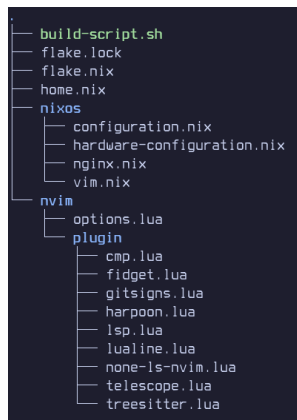 .
├── build-script.sh
├── flake.lock
├── flake.nix
├── home.nix
├── nixos
│   ├── configuration.nix
│   ├── hardware-configuration.nix
│   ├── nginx.nix
│   └── vim.nix
└── nvim
    ├── options.lua
    └── plugin
        ├── cmp.lua
        ├── fidget.lua
        ├── gitsigns.lua
        ├── harpoon.lua
        ├── lsp.lua
        ├── lualine.lua
        ├── none-ls-nvim.lua
        ├── telescope.lua
        └── treesitter.lua